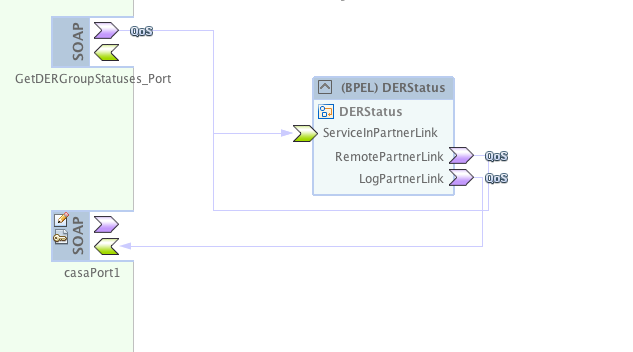 SOAP
QoS
GetDERGroupStatuses_Port
(BPEL) DERStatus
DERStatus
ServiceInPartnerLink
RemotePartnerLink
QoS
LogPartnerLink
QoS
SOAP
casaPort1